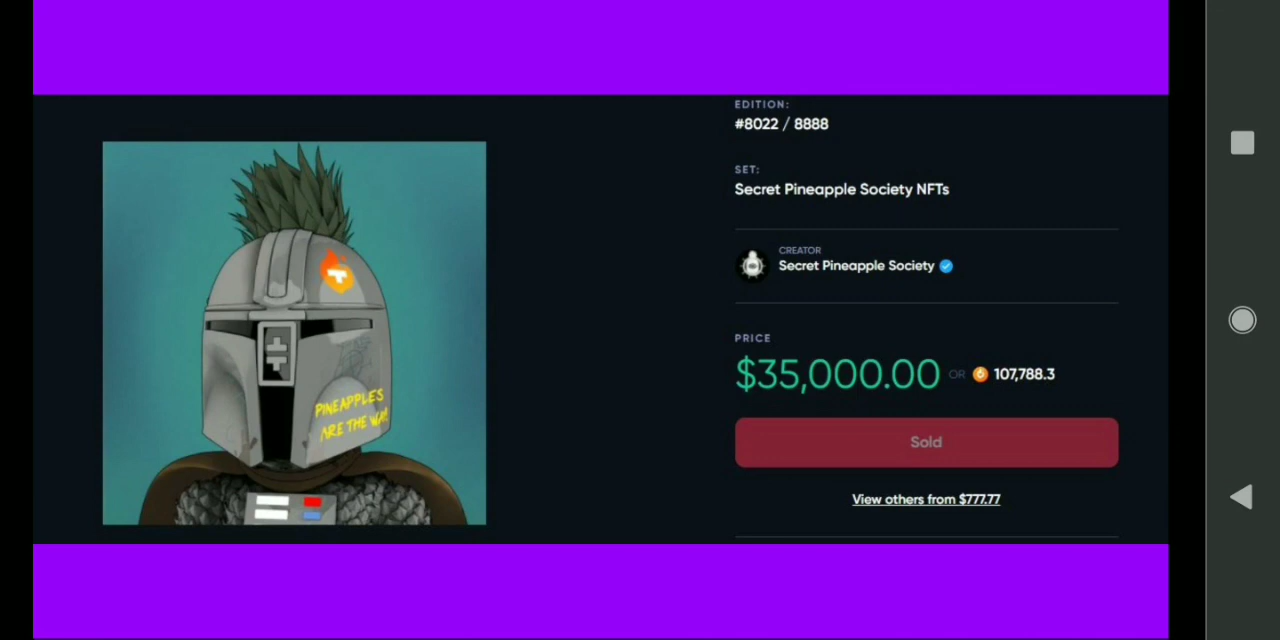 EDITION:
#8022 / 8888
SET:
Secret Pineapple Society NFTs
CREATOR
Secret Pineapple Society
PRICE
$35,000.00 OR 107,788.3
Sold
View others from $777.77
PINEAPPLES
ARE THE WAY